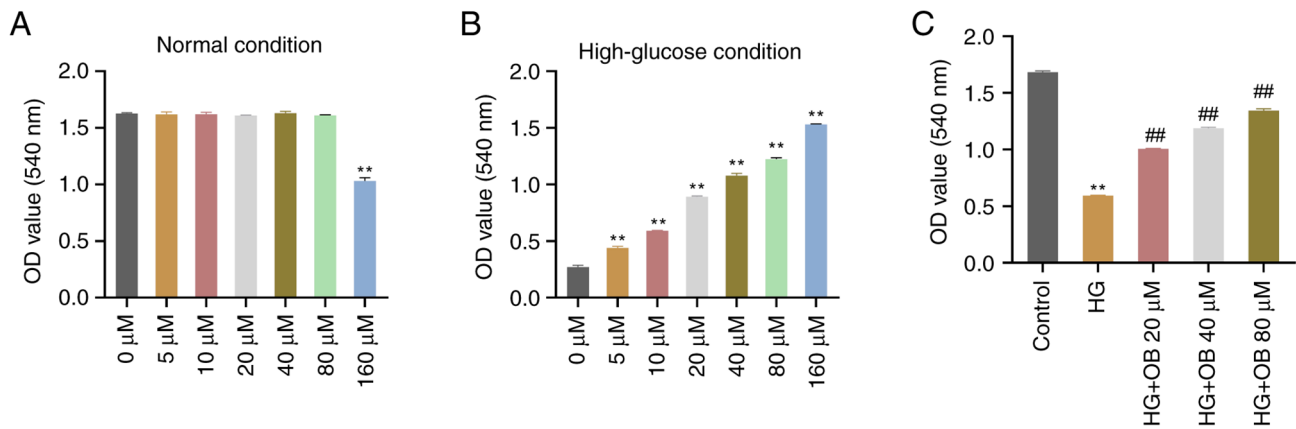 A
Normal condition
OD value (540 nm)
2.0
1.5
1.0
0.5
0.0
**
0 μM
5 μM
10 μM
20 μM
40 μM
80 μM
160 μM
B
High-glucose condition
OD value (540 nm)
2.0
1.5
1.0
0.5
0.0
**
**
**
**
**
**
0 μM
5 μM
10 μM
20 μM
40 μM
80 μM
160 μM
C
OD value (540 nm)
2.0
1.5
1.0
0.5
0.0
**
##
##
##
Control
HG
HG+OB 20 μM
HG+OB 40 μM
HG+OB 80 μM